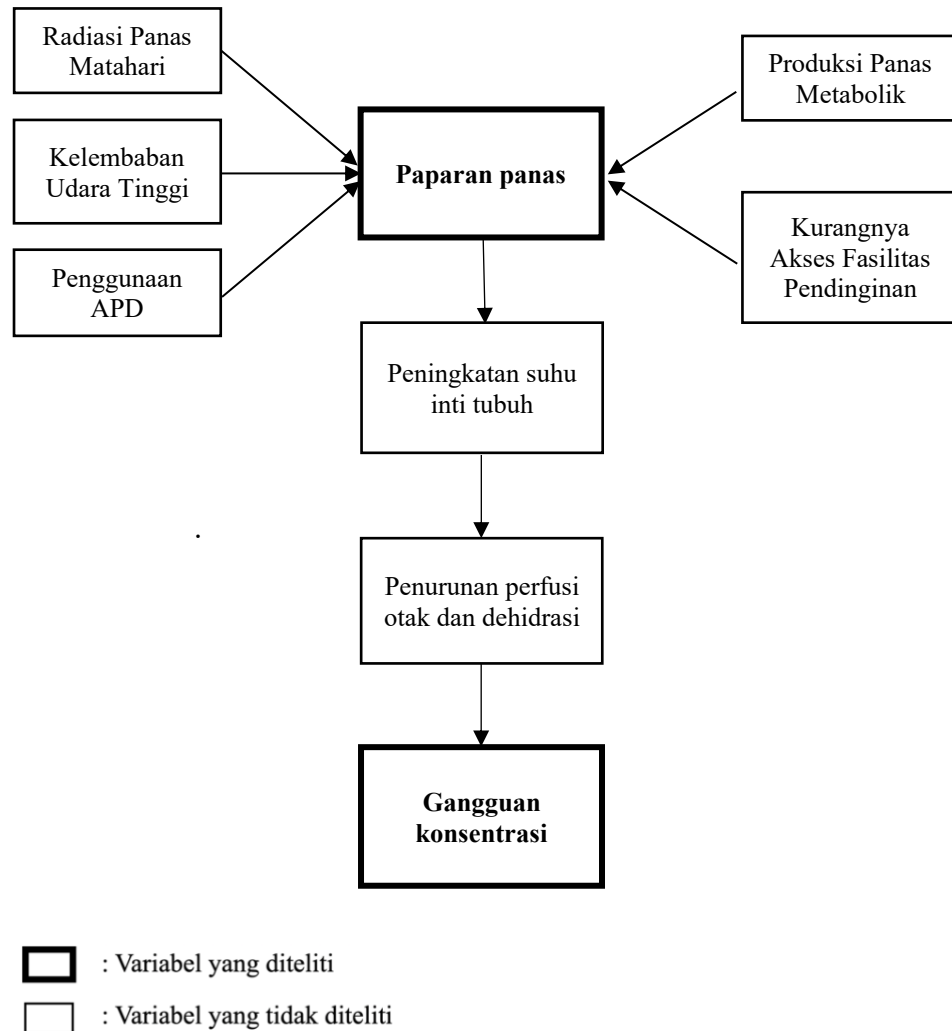 Radiasi Panas
Matahari
Produksi Panas
Metabolik
Kelembaban
Udara Tinggi
Paparan panas
Kurangnya
Akses Fasilitas
Pendinginan
Penggunaan
APD
Peningkatan suhu
inti tubuh
.
Penurunan perfusi
otak dan dehidrasi
Gangguan
konsentrasi
: Variabel yang diteliti
: Variabel yang tidak diteliti